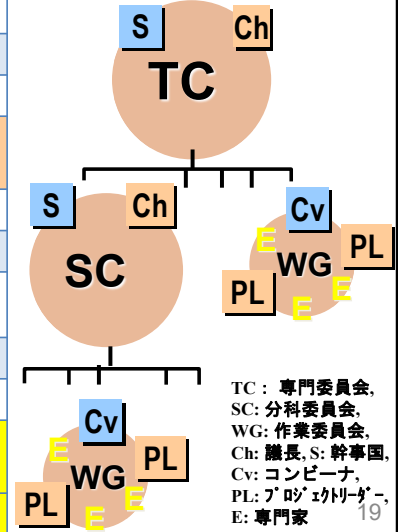 S
Ch
TC
S
Ch
SC
Cv
E
WG
PL
PL
E
E
Cv
E
WG
PL
PL
E
E
TC： 専門委員会,
SC: 分科委員会,
WG: 作業委員会,
Ch: 議長, S: 幹事国,
Cv: コンビーナ,
PL: ﾌﾟﾛｼﾞｪｸﾄﾘｰﾀﾞｰ,
E: 専門家
19